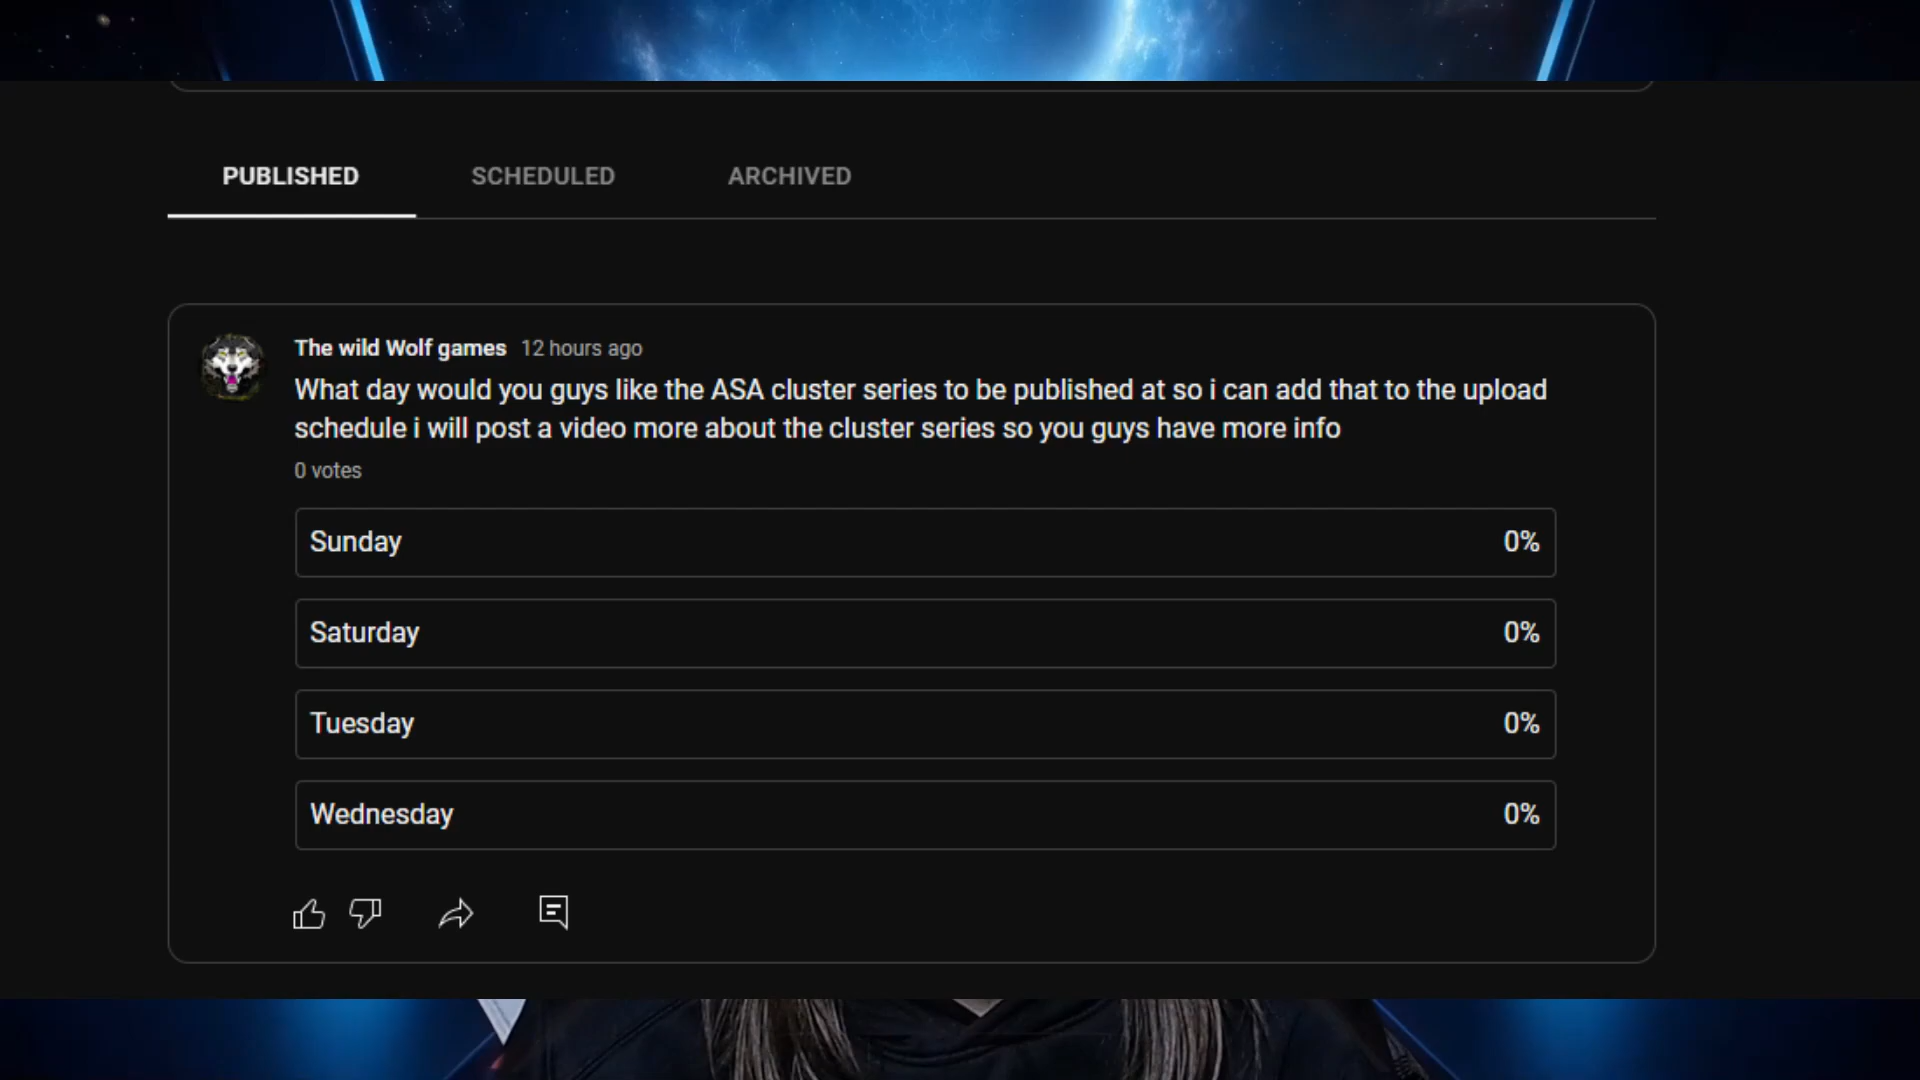 PUBLISHED SCHEDULED ARCHIVED
The wild Wolf games 12 hours ago
What day would you guys like the ASA cluster series to be published at so i can add that to the upload
schedule i will post a video more about the cluster series so you guys have more info
0 votes
Sunday 0%
Saturday 0%
Tuesday 0%
Wednesday 0%